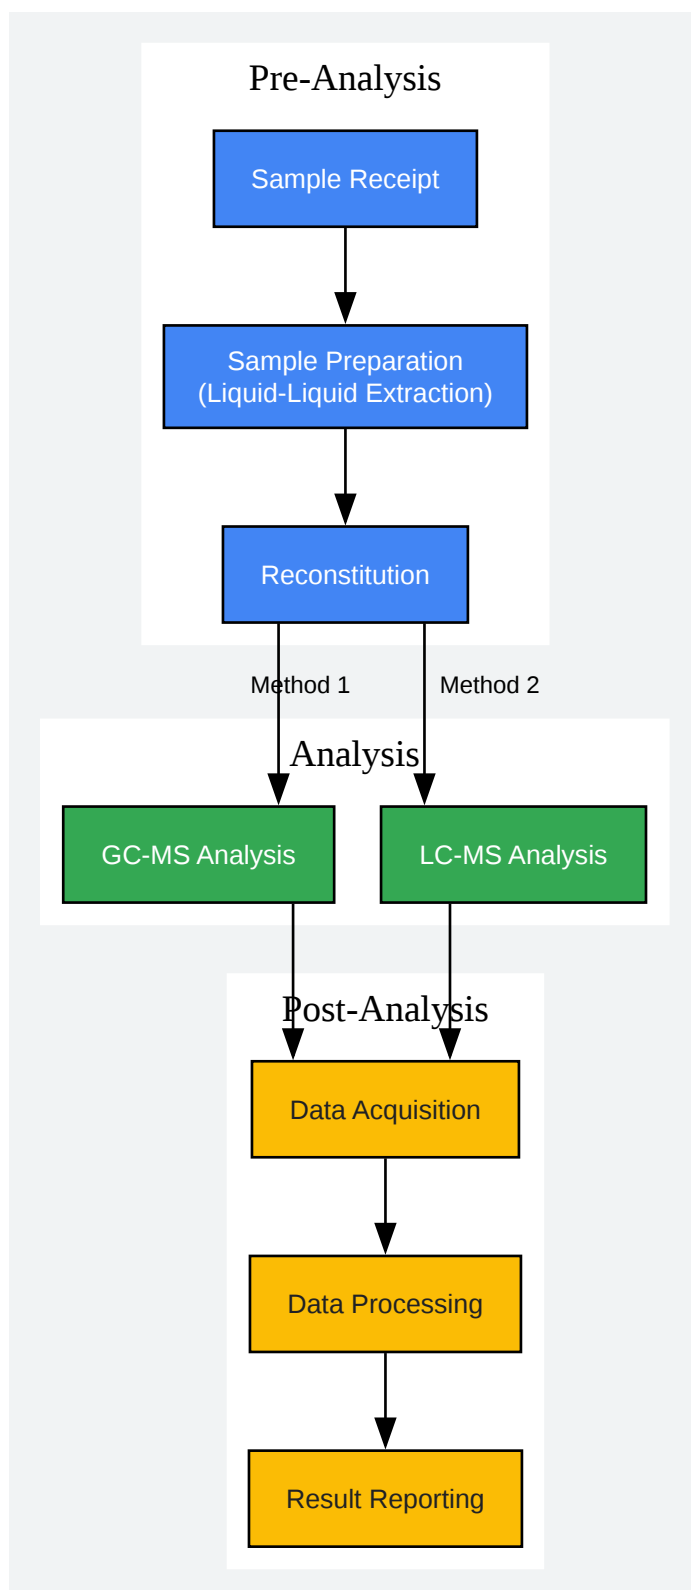 Pre-Analysis
Sample Receipt
Sample Preparation
(Liquid-Liquid Extraction)
Reconstitution
Method 1
Method 2
Analysis
GC-MS Analysis
LC-MS Analysis
Post-Analysis
Data Acquisition
Data Processing
Result Reporting